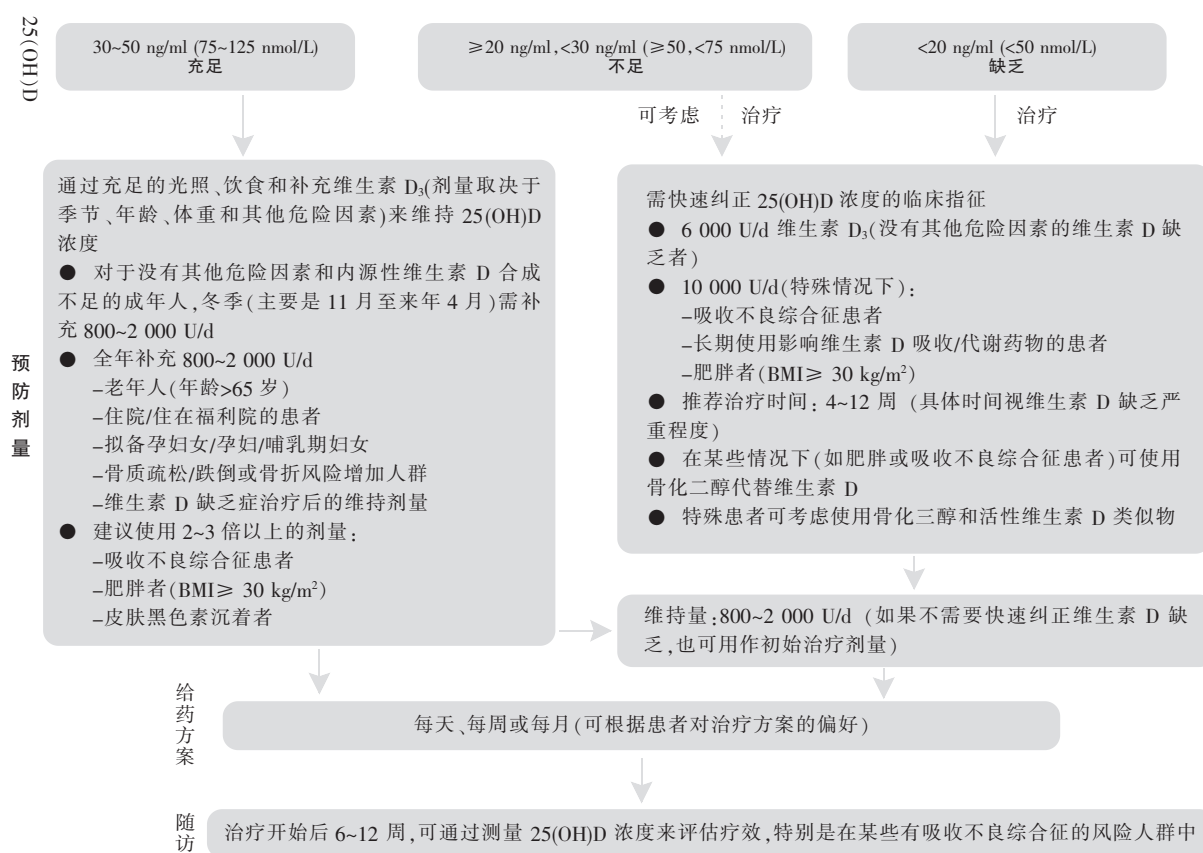 25(OH)D
30~50 ng/ml (75~125 nmol/L)
充足
≥20 ng/ml,<30 ng/ml (≥50,<75 nmol/L)
不足
<20 ng/ml (<50 nmol/L)
缺乏
可考虑 治疗
治疗
预防剂量
通过充足的光照、饮食和补充维生素 D₃(剂量取决于
季节、年龄、体重和其他危险因素)来维持 25(OH)D
浓度
● 对于没有其他危险因素和内源性维生素 D 合成
不足的成年人,冬季(主要是 11 月至来年 4 月)需补
充 800~2 000 U/d
● 全年补充 800~2 000 U/d
–老年人(年龄>65 岁)
–住院/住在福利院的患者
–拟备孕妇女/孕妇/哺乳期妇女
–骨质疏松/跌倒或骨折风险增加人群
–维生素 D 缺乏症治疗后的维持剂量
● 建议使用 2~3 倍以上的剂量:
–吸收不良综合征患者
–肥胖者(BMI≥ 30 kg/m²)
–皮肤黑色素沉着者
需快速纠正 25(OH)D 浓度的临床指征
● 6 000 U/d 维生素 D₃(没有其他危险因素的维生素 D 缺
乏者)
● 10 000 U/d(特殊情况下):
–吸收不良综合征患者
–长期使用影响维生素 D 吸收/代谢药物的患者
–肥胖者(BMI≥ 30 kg/m²)
● 推荐治疗时间: 4~12 周 (具体时间视维生素 D 缺乏严
重程度)
● 在某些情况下(如肥胖或吸收不良综合征患者)可使用
骨化二醇代替维生素 D
● 特殊患者可考虑使用骨化三醇和活性维生素 D 类似物
维持量:800~2 000 U/d (如果不需要快速纠正维生素 D 缺
乏,也可用作初始治疗剂量)
给药方案
每天、每周或每月(可根据患者对治疗方案的偏好)
随访
治疗开始后 6~12 周,可通过测量 25(OH)D 浓度来评估疗效,特别是在某些有吸收不良综合征的风险人群中